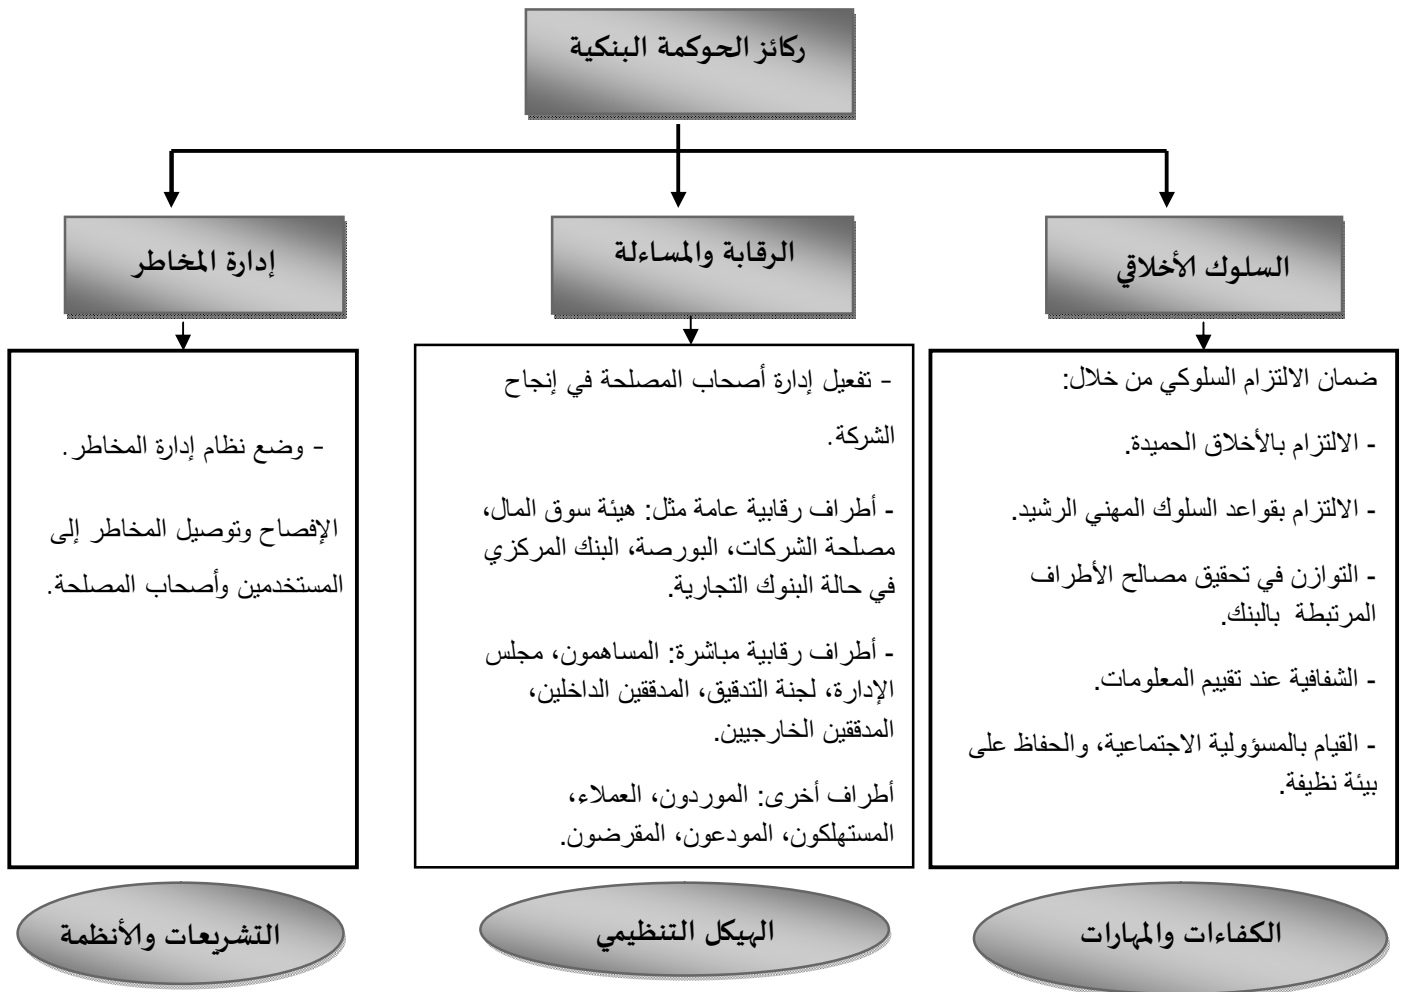 ركائز الحوكمة البنكية
السلوك الأخلاقي
الرقابة والمساءلة
إدارة المخاطر
ضمان الالتزام السلوكي من خلال:
- الالتزام بالأخلاق الحميدة.
- الالتزام بقواعد السلوك المهني الرشيد.
- التوازن في تحقيق مصالح الأطراف
المرتبطة بالبنك.
- الشفافية عند تقييم المعلومات.
- القيام بالمسؤولية الاجتماعية، والحفاظ على
بيئة نظيفة.
- تفعيل إدارة أصحاب المصلحة في إنجاح
الشركة.
- أطراف رقابية عامة مثل: هيئة سوق المال،
مصلحة الشركات، البورصة، البنك المركزي
في حالة البنوك التجارية.
- أطراف رقابية مباشرة: المساهمون، مجلس
الإدارة، لجنة التدقيق، المدققين الداخلين،
المدققين الخارجيين.
أطراف أخرى: الموردون، العملاء،
المستهلكون، المودعون، المقرضون.
- وضع نظام إدارة المخاطر.
الإفصاح وتوصيل المخاطر إلى
المستخدمين وأصحاب المصلحة.
الكفاءات والمهارات
الهيكل التنظيمي
التشريعات والأنظمة